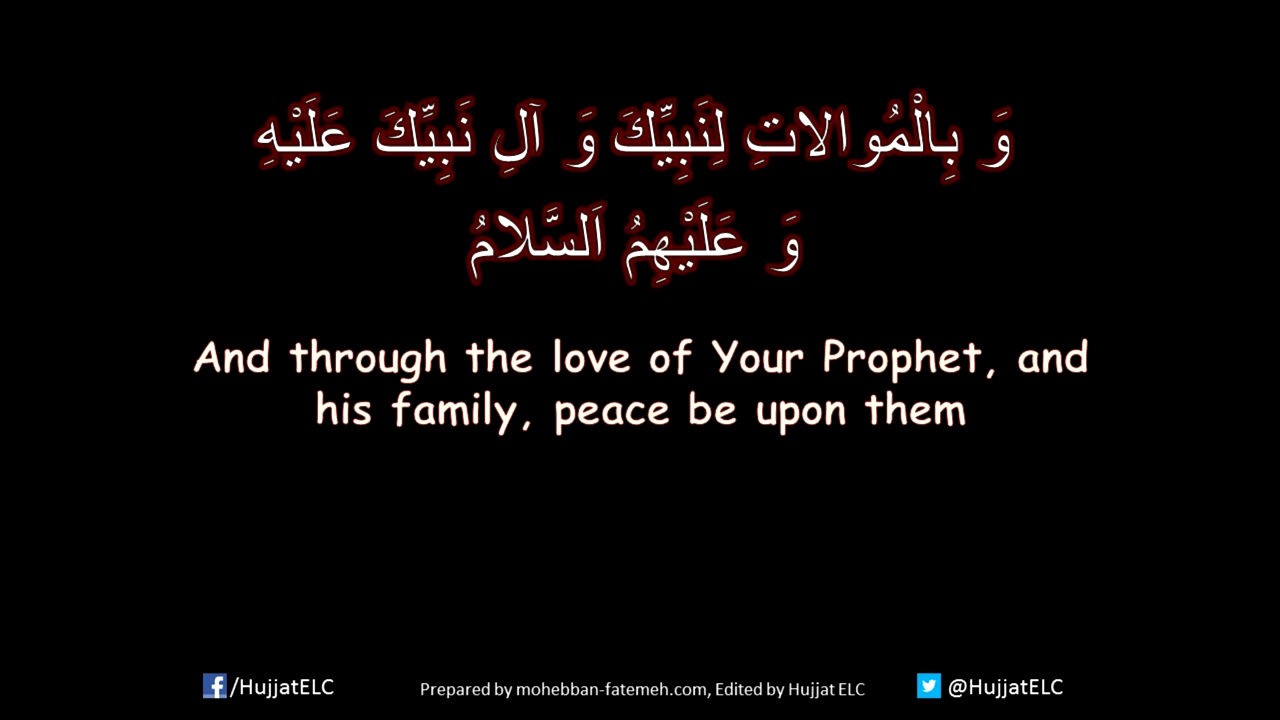 وَ بِالْمُوالاتِ لِنَبِيِّكَ وَ آلِ نَبِيِّكَ عَلَيْهِ
وَ عَلَيْهِمُ اَلسَّلامُ
And through the love of Your Prophet, and
his family, peace be upon them
/HujjatELC Prepared by mohebban-fatemeh.com, Edited by Hujjat ELC @HujjatELC